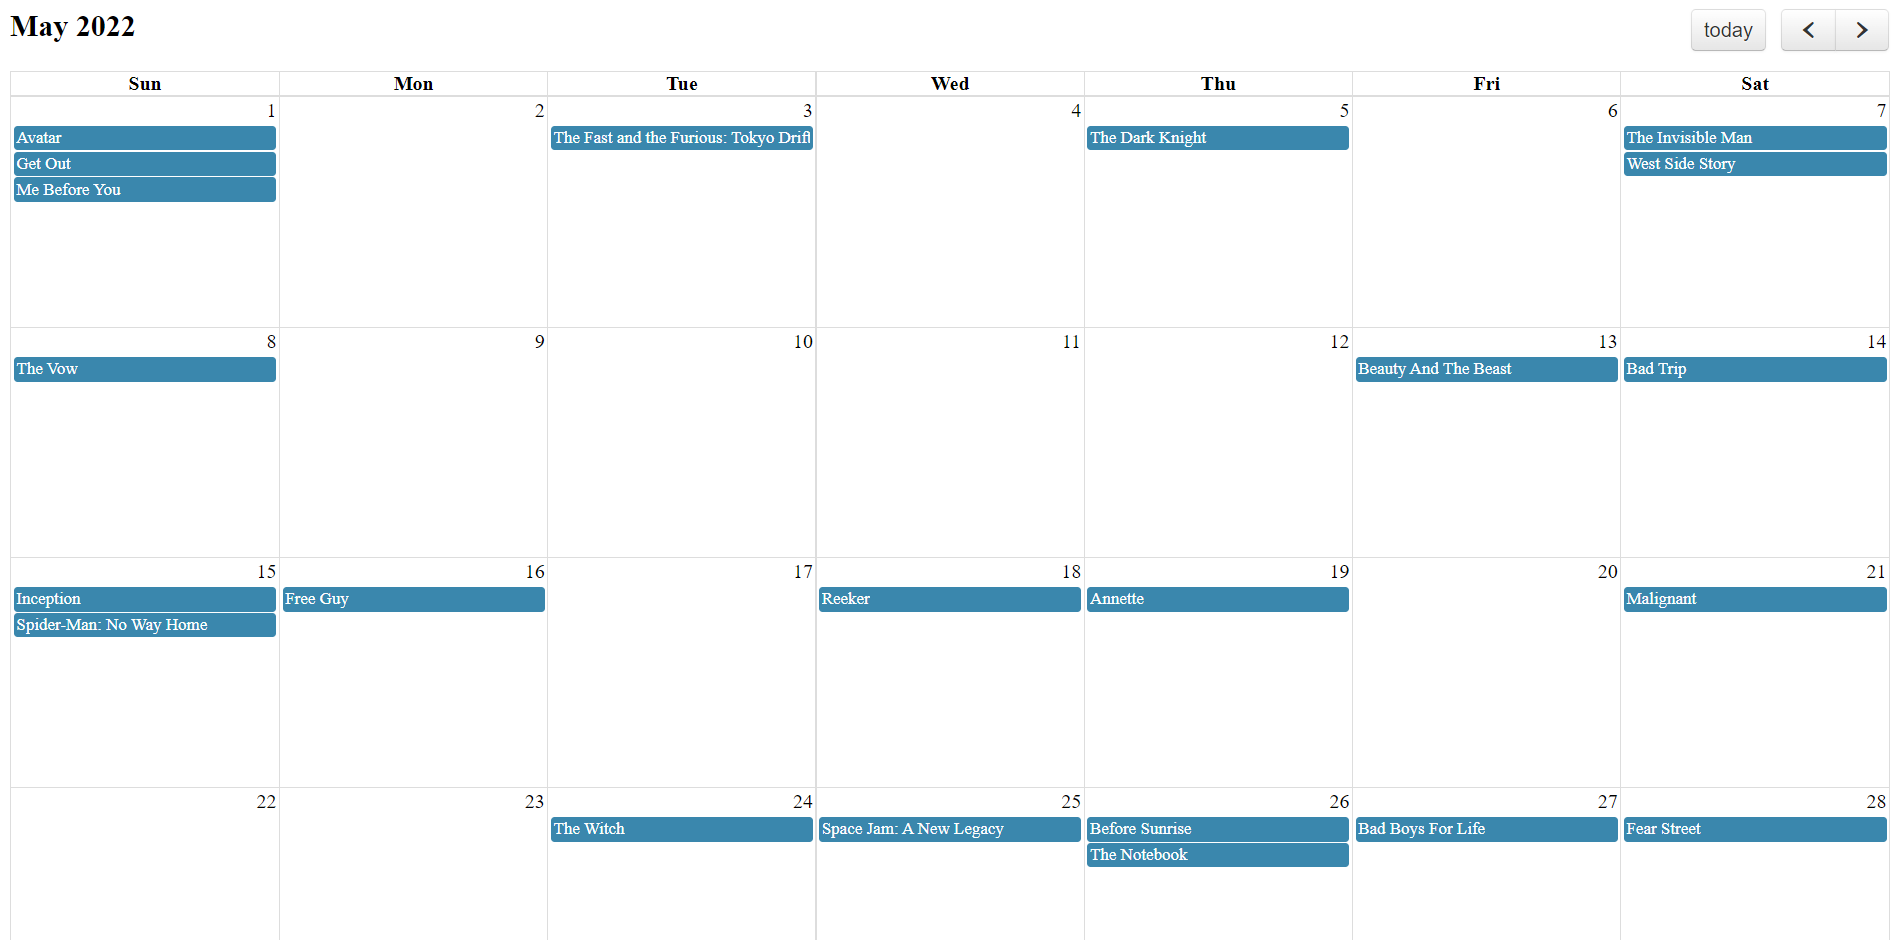 May 2022
today
Sun Mon Tue Wed Thu Fri Sat
1 2 3 4 5 6 7
Avatar
Get Out
Me Before You
The Fast and the Furious: Tokyo Drift
The Dark Knight
The Invisible Man
West Side Story
8 9 10 11 12 13 14
The Vow
Beauty And The Beast
Bad Trip
15 16 17 18 19 20 21
Inception
Spider-Man: No Way Home
Free Guy
Reeker
Annette
Malignant
22 23 24 25 26 27 28
The Witch
Space Jam: A New Legacy
Before Sunrise
The Notebook
Bad Boys For Life
Fear Street